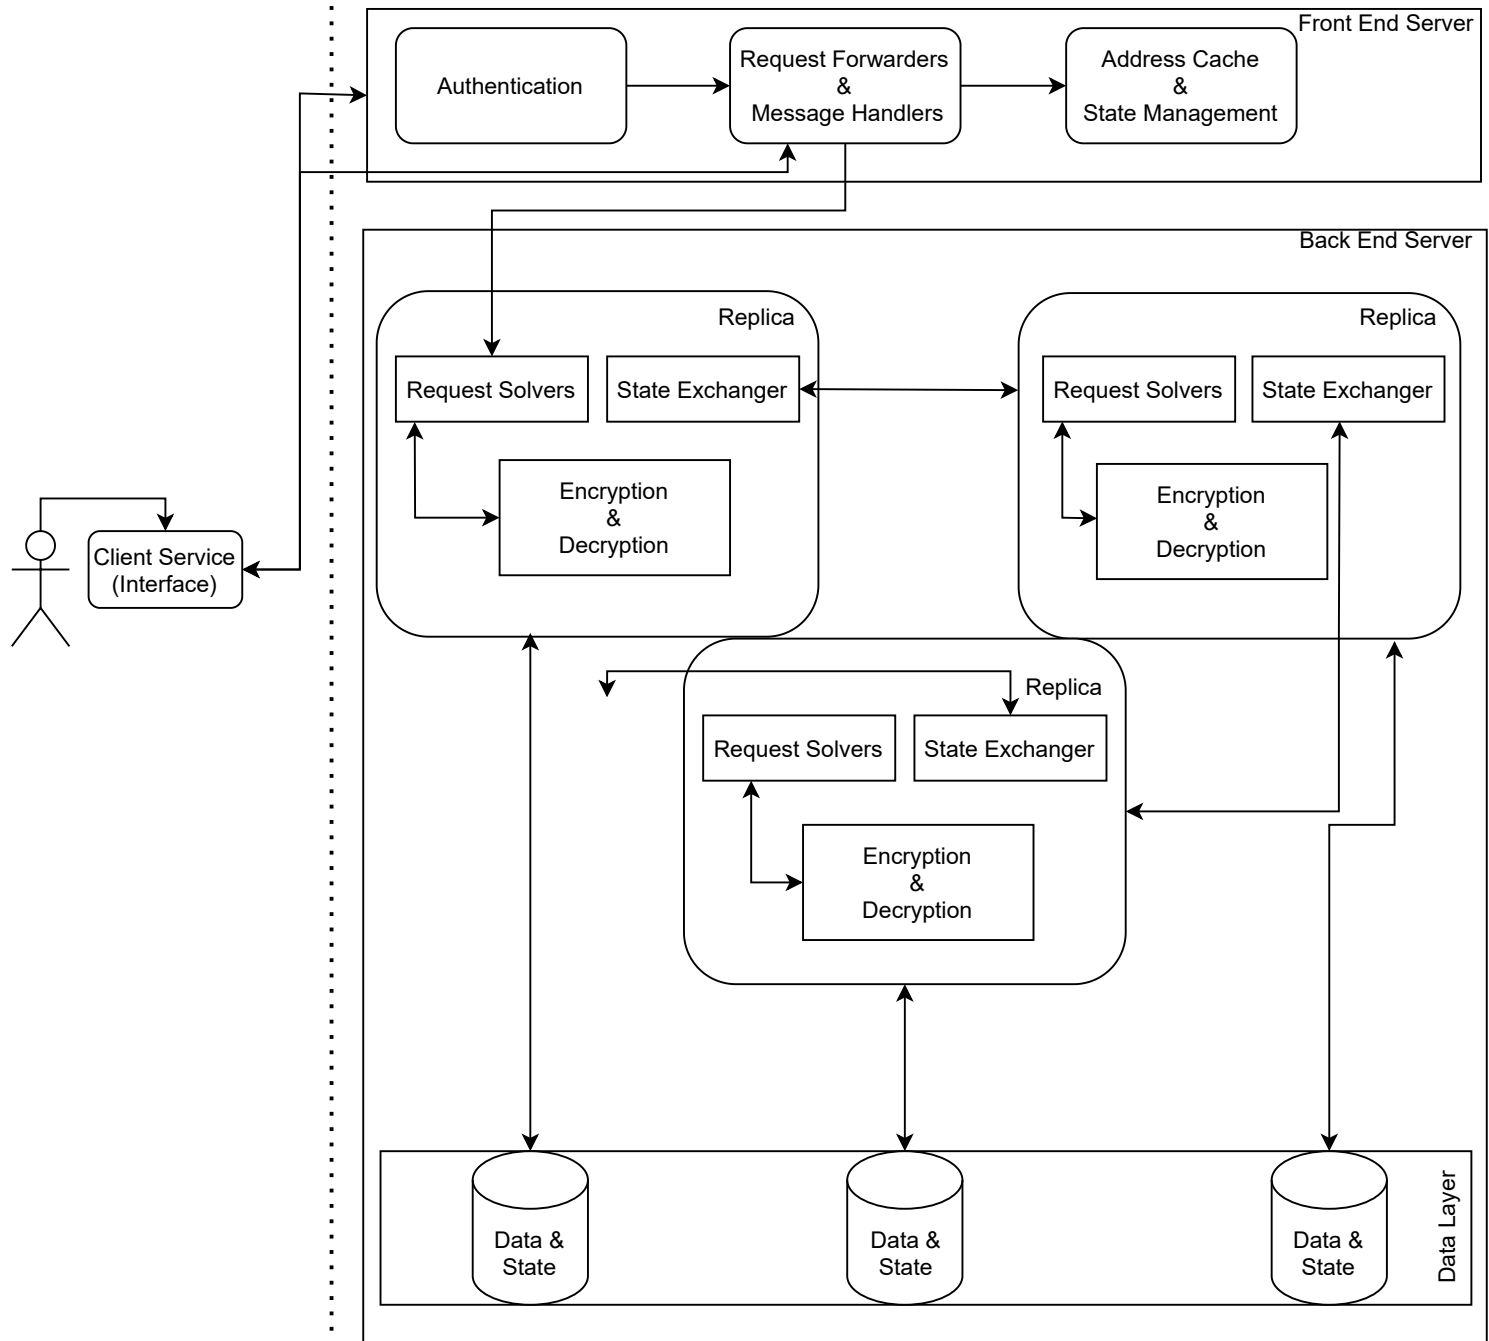 Front End Server
Authentication
Request Forwarders
&
Message Handlers
Address Cache
&
State Management
Back End Server
Replica
Request Solvers
State Exchanger
Encryption
&
Decryption
Replica
Request Solvers
State Exchanger
Encryption
&
Decryption
Client Service
(Interface)
Replica
Request Solvers
State Exchanger
Encryption
&
Decryption
Data &
State
Data &
State
Data &
State
Data Layer